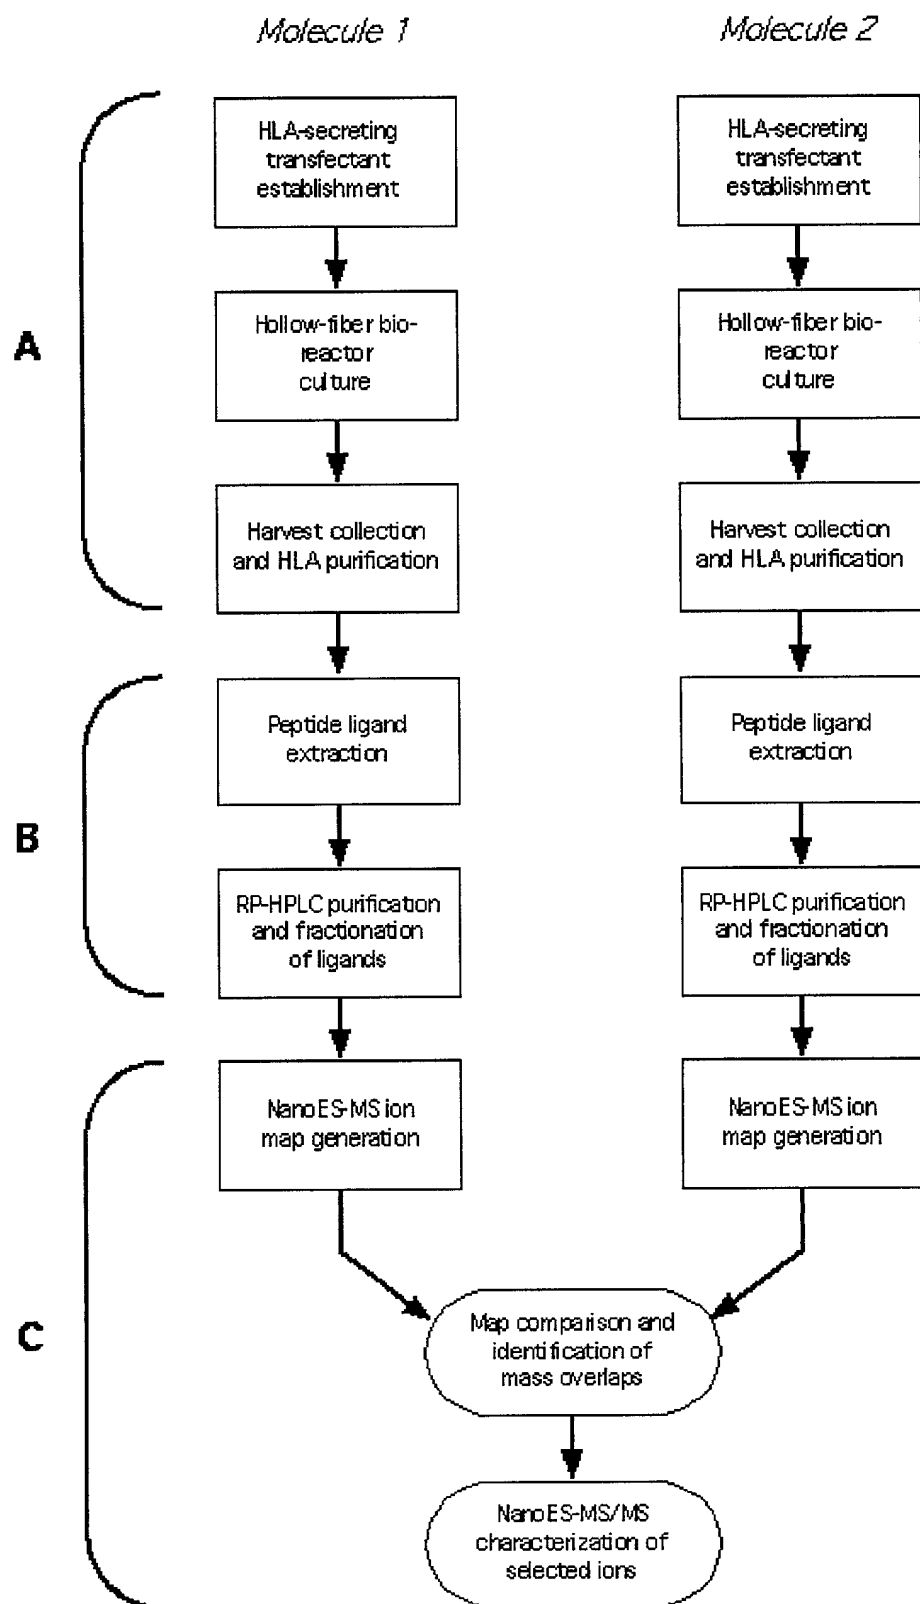 Molecule 1
Molecule 2
A
HLA-secreting
transfectant
establishment
HLA-secreting
transfectant
establishment
Hollow-fiber bio-
reactor
culture
Hollow-fiber bio-
reactor
culture
Harvest collection
and HLA purification
Harvest collection
and HLA purification
B
Peptide ligand
extraction
Peptide ligand
extraction
RP-HPLC purification
and fractionation
of ligands
RP-HPLC purification
and fractionation
of ligands
C
NanoES-MS ion
map generation
NanoES-MS ion
map generation
Map comparison and
identification of
mass overlaps
NanoES-MS/MS
characterization of
selected ions